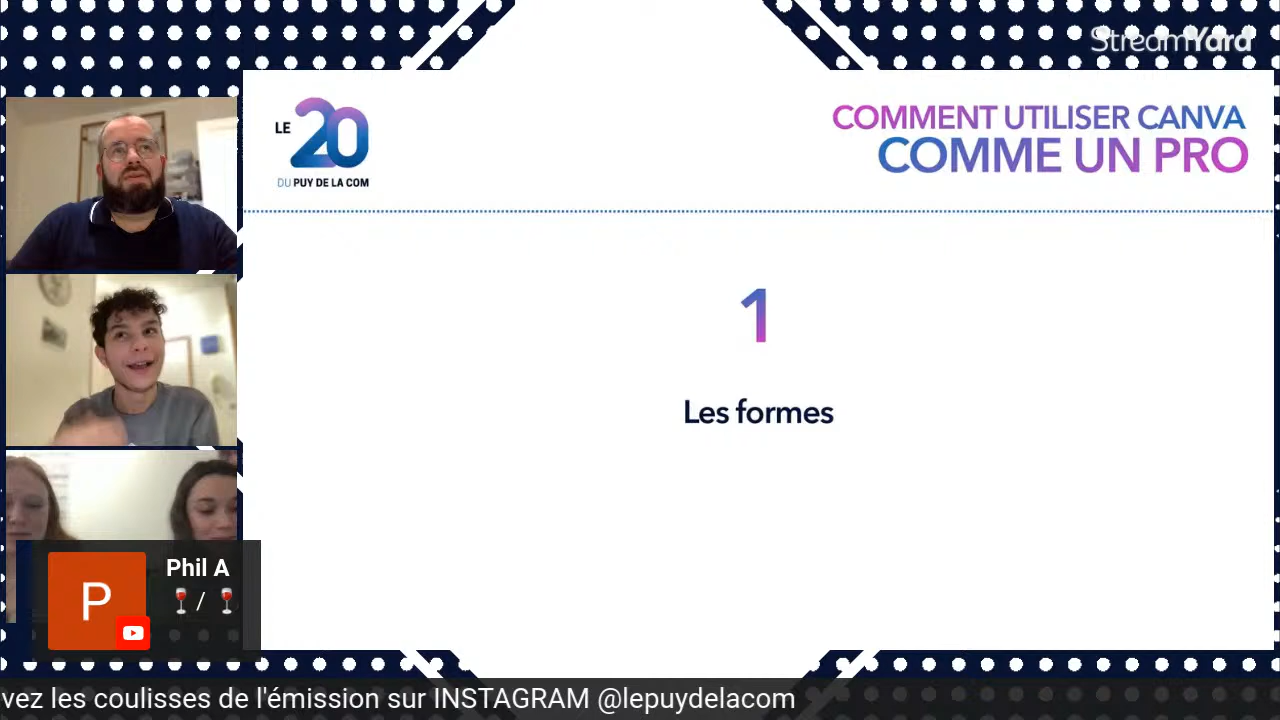 StreamYard
LE 20
DU PUY DE LA COM
COMMENT UTILISER CANVA
COMME UN PRO
1
Les formes
P
Phil A
🍷/ 🍷
vez les coulisses de l'émission sur INSTAGRAM @lepuydelacom